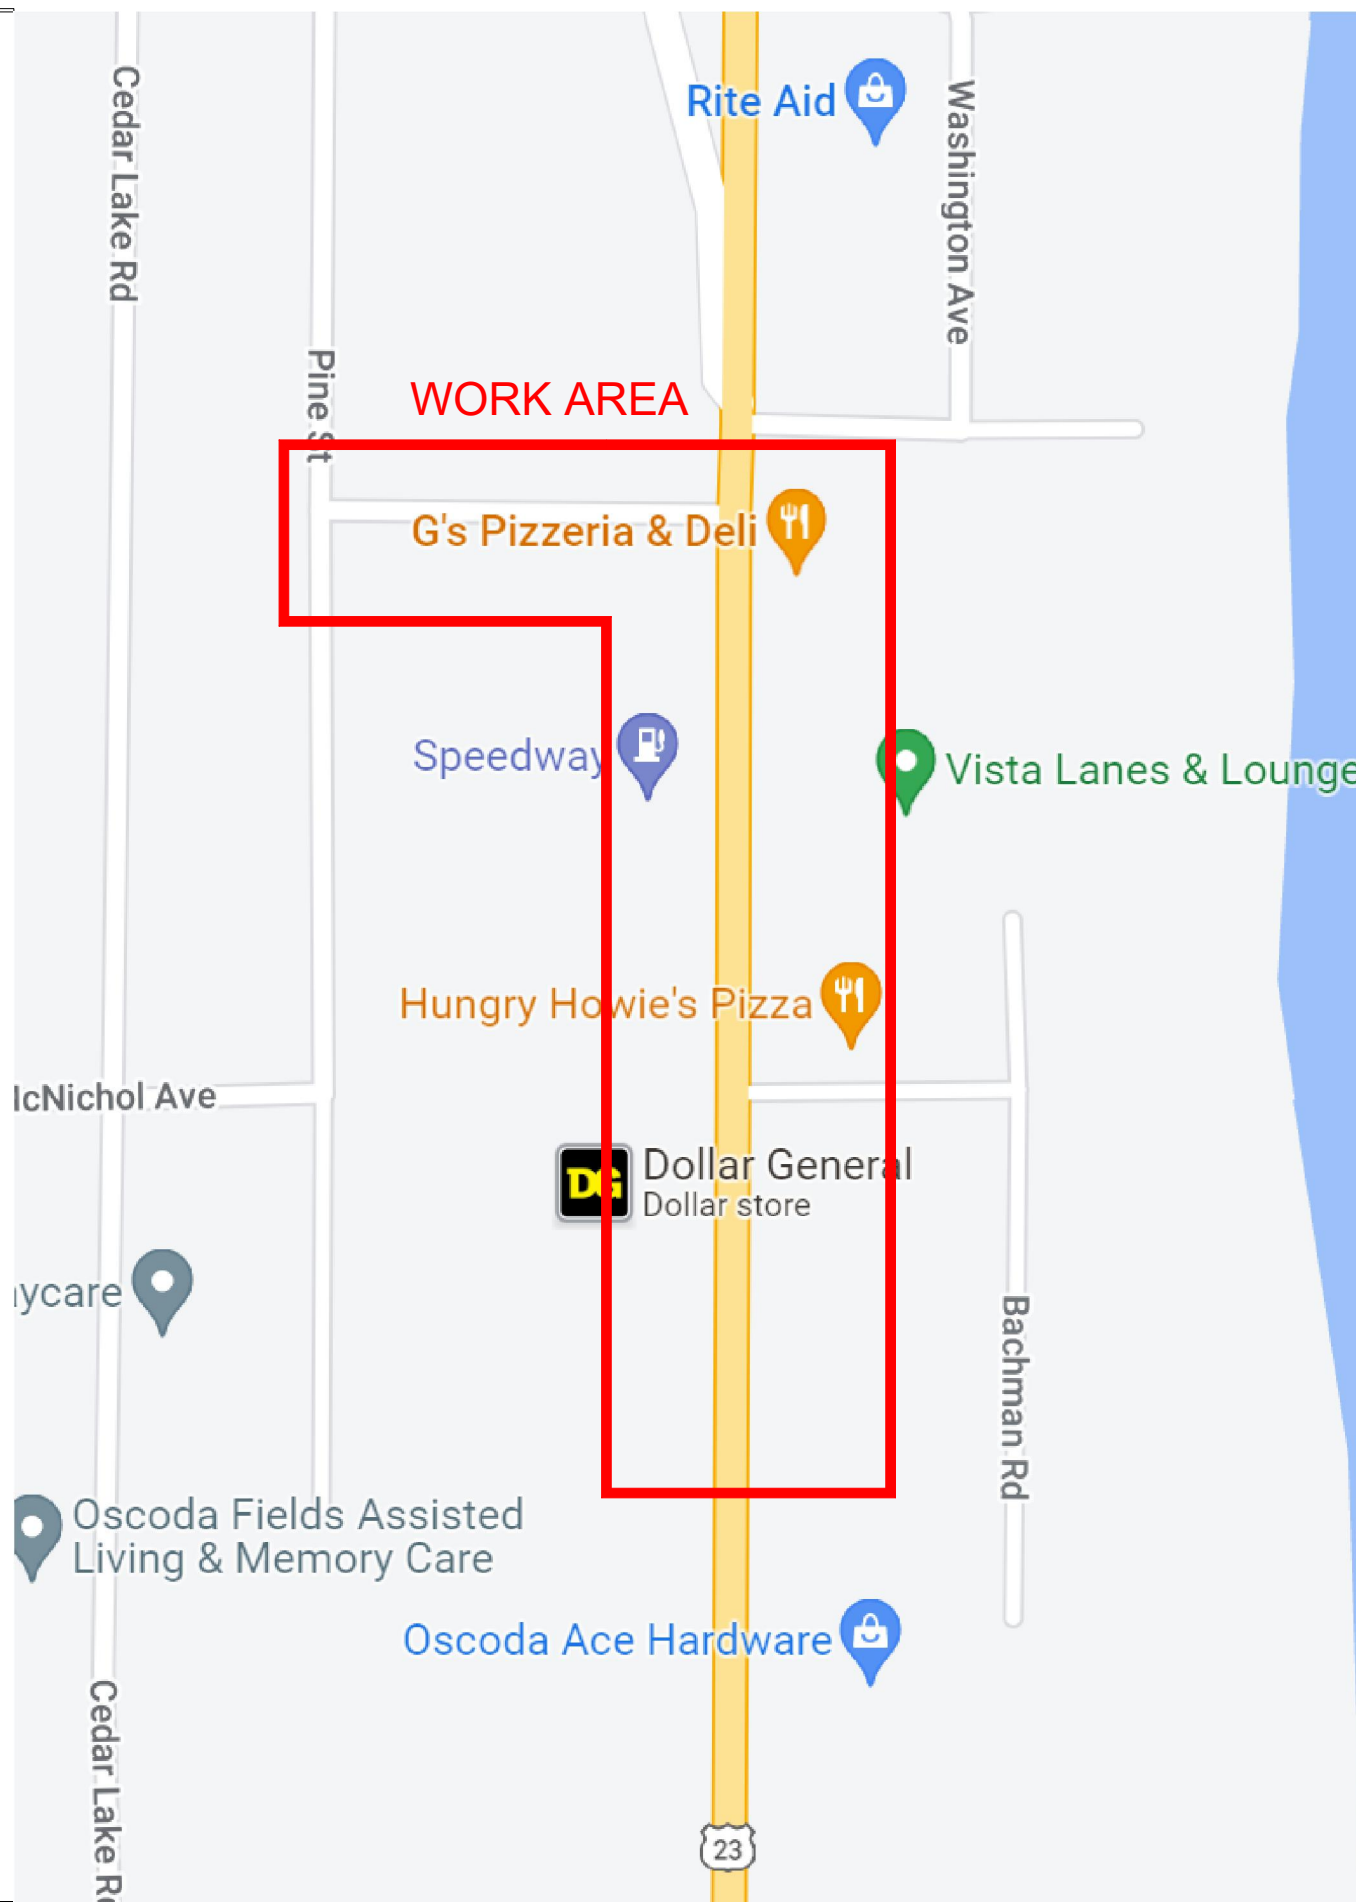 Cedar Lake Rd
Rite Aid
Washington Ave
Pine St
WORK AREA
G's Pizzeria & Deli
Speedway
Vista Lanes & Lounge
Hungry Howie's Pizza
IcNichol Ave
DG
Dollar General
Dollar store
aycare
Bachman Rd
Oscoda Fields Assisted
Living & Memory Care
Oscoda Ace Hardware
Cedar Lake Rd
23